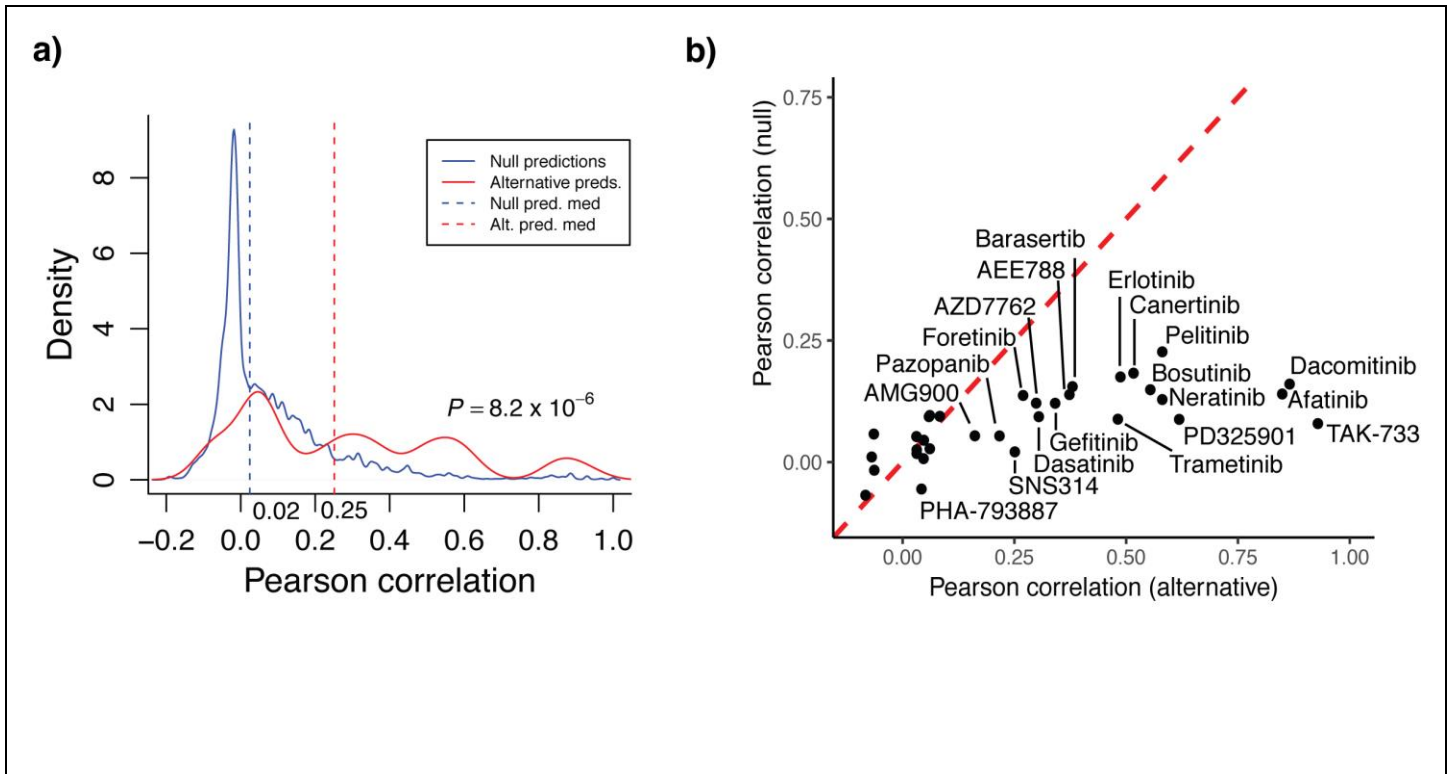 a)
Density
8
6
4
2
0
Null predictions
Alternative preds.
Null pred. med
Alt. pred. med
P = 8.2 x 10⁻⁶
0.02
0.25
−0.2 0.0 0.2 0.4 0.6 0.8 1.0
Pearson correlation
b)
Pearson correlation (null)
0.75
0.50
0.25
0.00
Barasertib
AEE788
Erlotinib
Canertinib
AZD7762
Foretinib
Pelitinib
Pazopanib
Bosutinib
Dacomitinib
AMG900
Neratinib
Afatinib
Gefitinib
PD325901
TAK-733
Dasatinib
Trametinib
SNS314
PHA-793887
0.00 0.25 0.50 0.75 1.00
Pearson correlation (alternative)